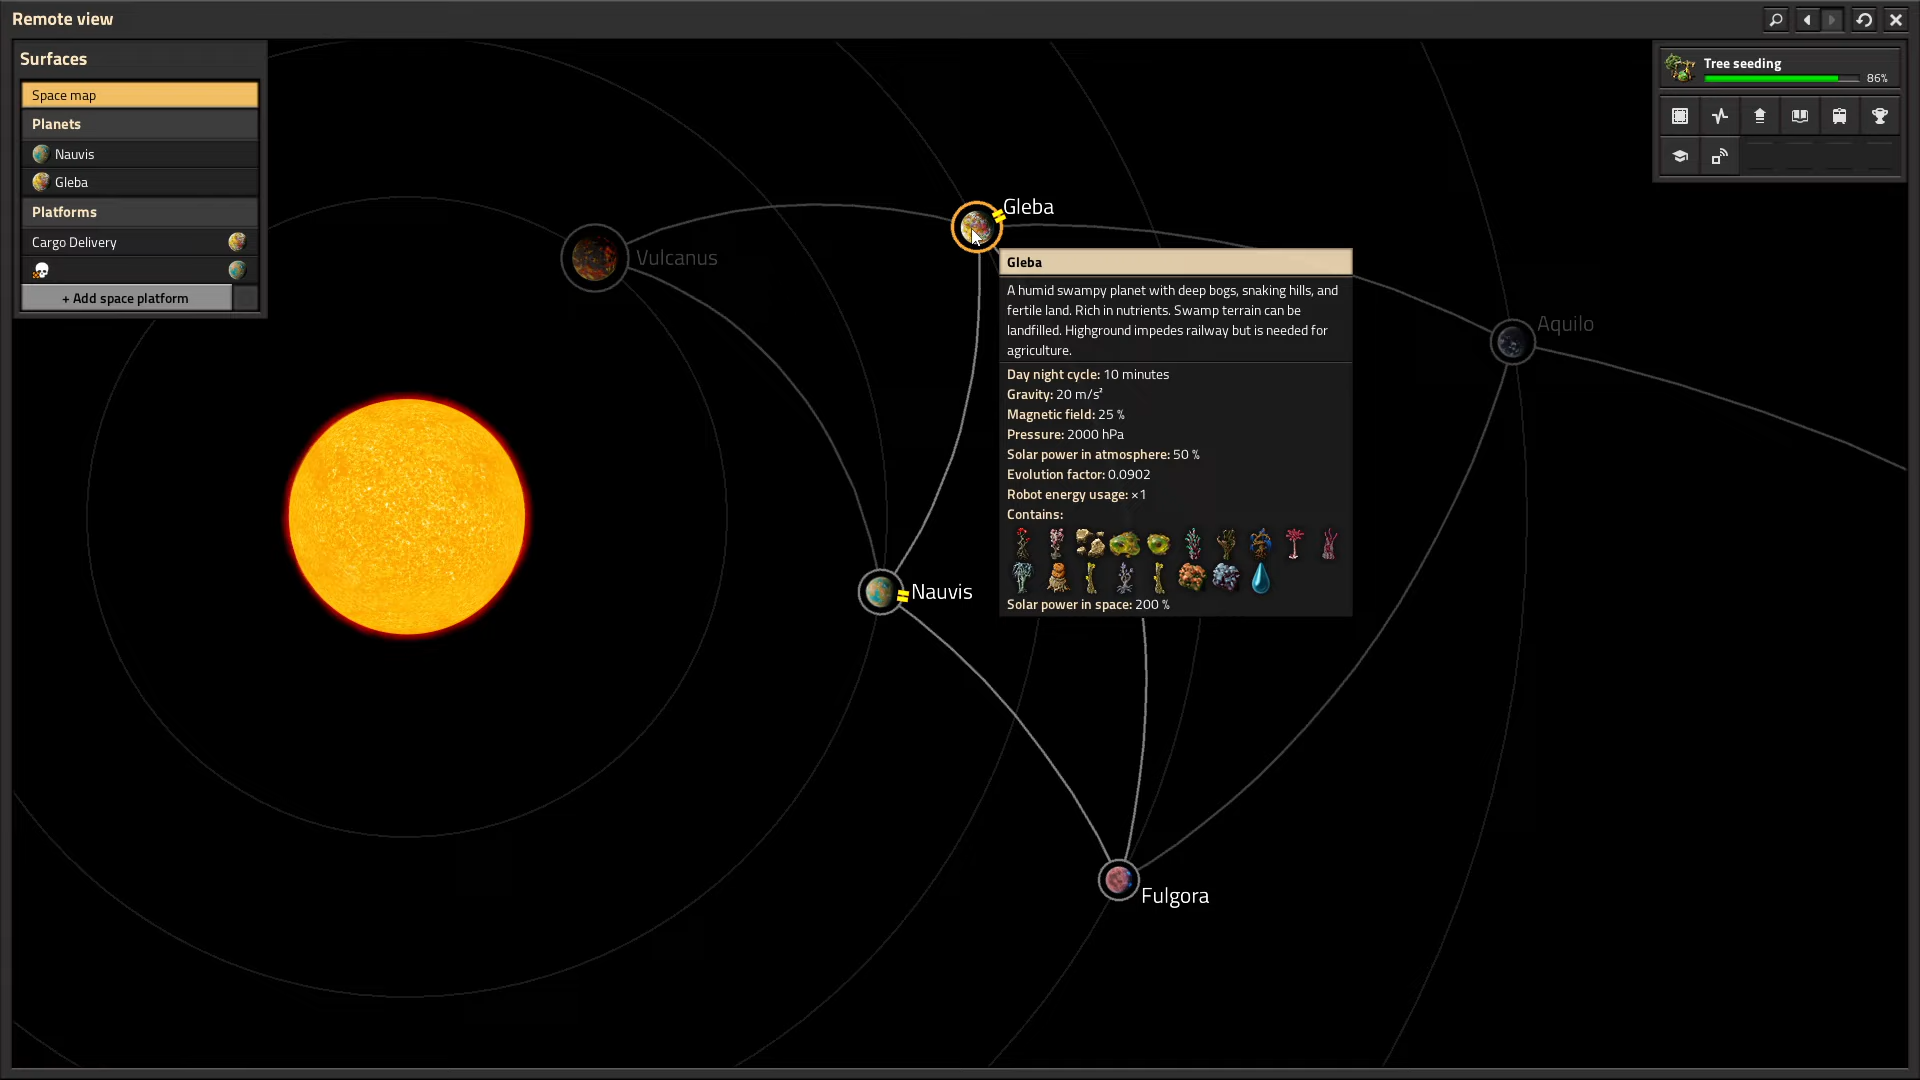 Remote view
Surfaces
Space map
Planets
Nauvis
Gleba
Platforms
Cargo Delivery
+ Add space platform
Tree seeding
86%
Vulcanus
Gleba
Aquilo
Nauvis
Fulgora
Gleba
A humid swampy planet with deep bogs, snaking hills, and
fertile land. Rich in nutrients. Swamp terrain can be
landfilled. Highground impedes railway but is needed for
agriculture.
Day night cycle: 10 minutes
Gravity: 20 m/s²
Magnetic field: 25 %
Pressure: 2000 hPa
Solar power in atmosphere: 50 %
Evolution factor: 0.0902
Robot energy usage: ×1
Contains:
Solar power in space: 200 %